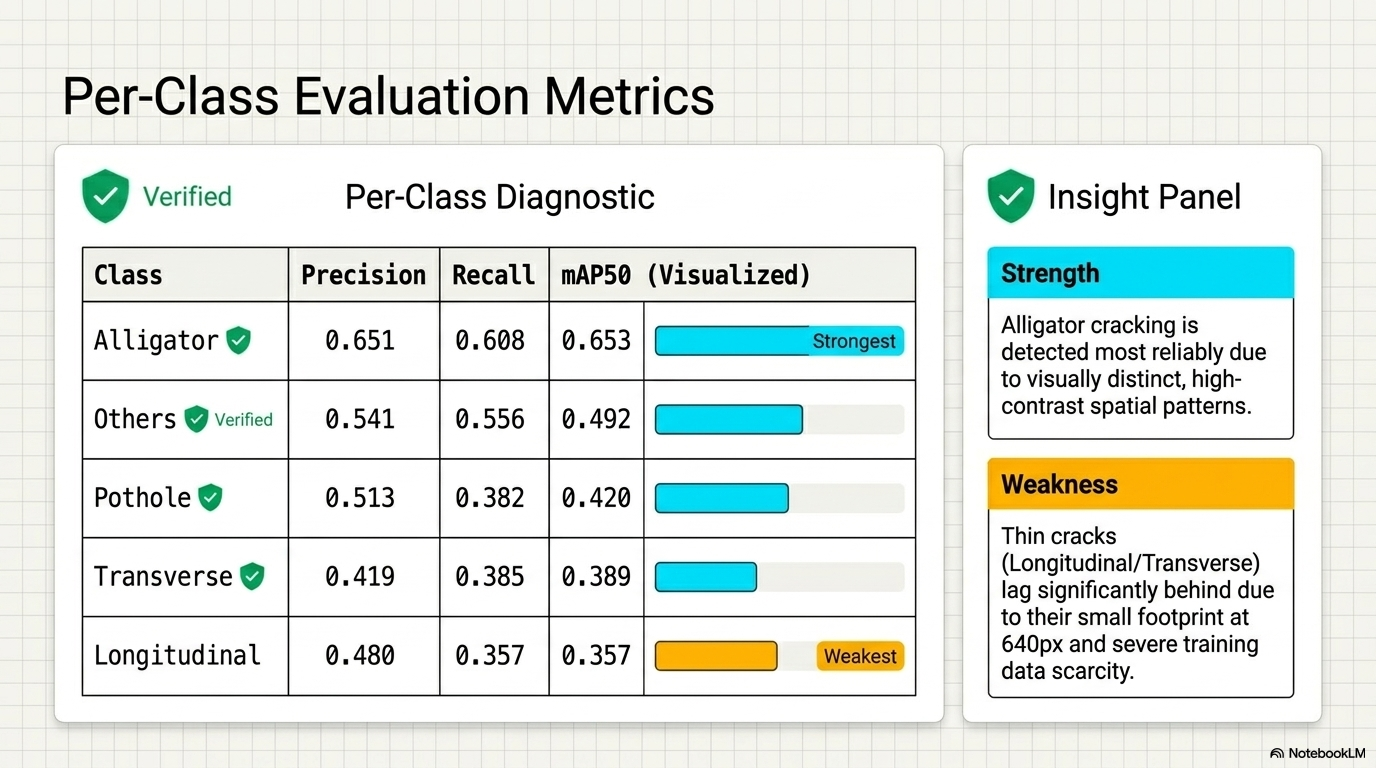 Per-Class Evaluation Metrics
Verified
Per-Class Diagnostic
Class Precision Recall mAP50 (Visualized)
Alligator 0.651 0.608 0.653 Strongest
Others Verified 0.541 0.556 0.492
Pothole 0.513 0.382 0.420
Transverse 0.419 0.385 0.389
Longitudinal 0.480 0.357 0.357 Weakest
Insight Panel
Strength
Alligator cracking is
detected most reliably due
to visually distinct, high-
contrast spatial patterns.
Weakness
Thin cracks
(Longitudinal/Transverse)
lag significantly behind due
to their small footprint at
640px and severe training
data scarcity.
NotebookLM